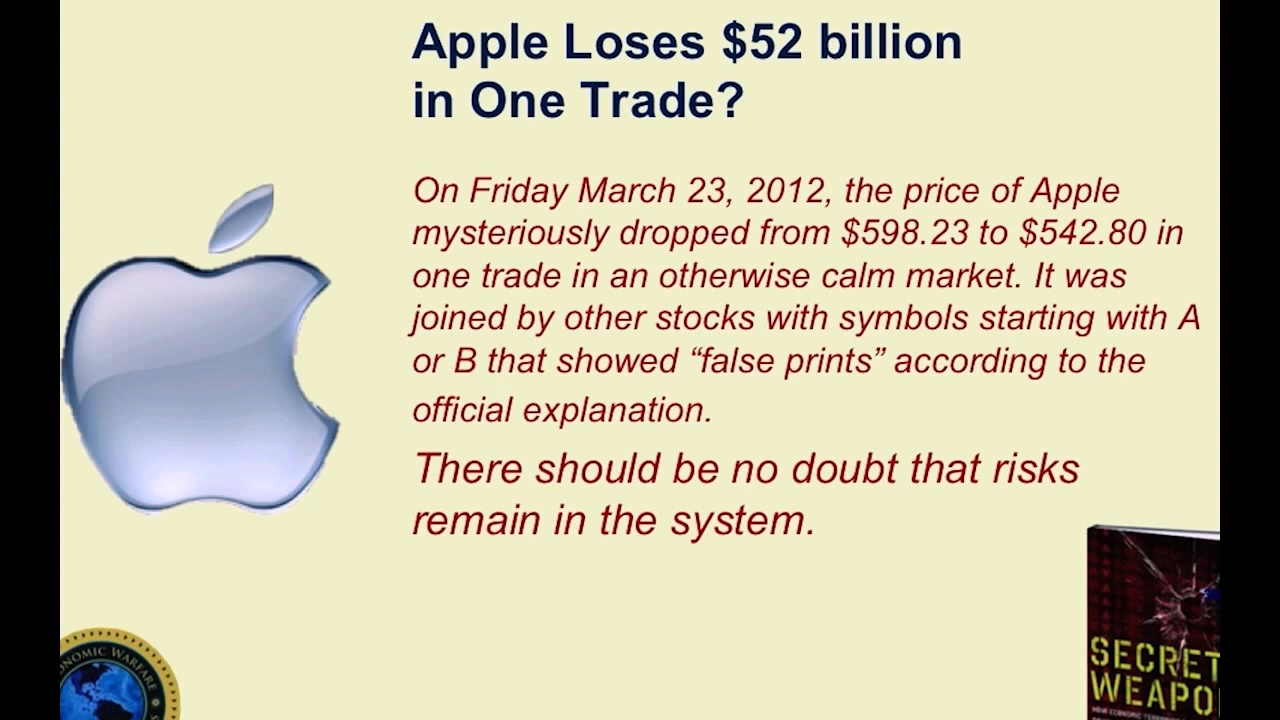 Apple Loses $52 billion
in One Trade?
On Friday March 23, 2012, the price of Apple
mysteriously dropped from $598.23 to $542.80 in
one trade in an otherwise calm market. It was
joined by other stocks with symbols starting with A
or B that showed “false prints” according to the
official explanation.
There should be no doubt that risks
remain in the system.
WARFARE
SECRET